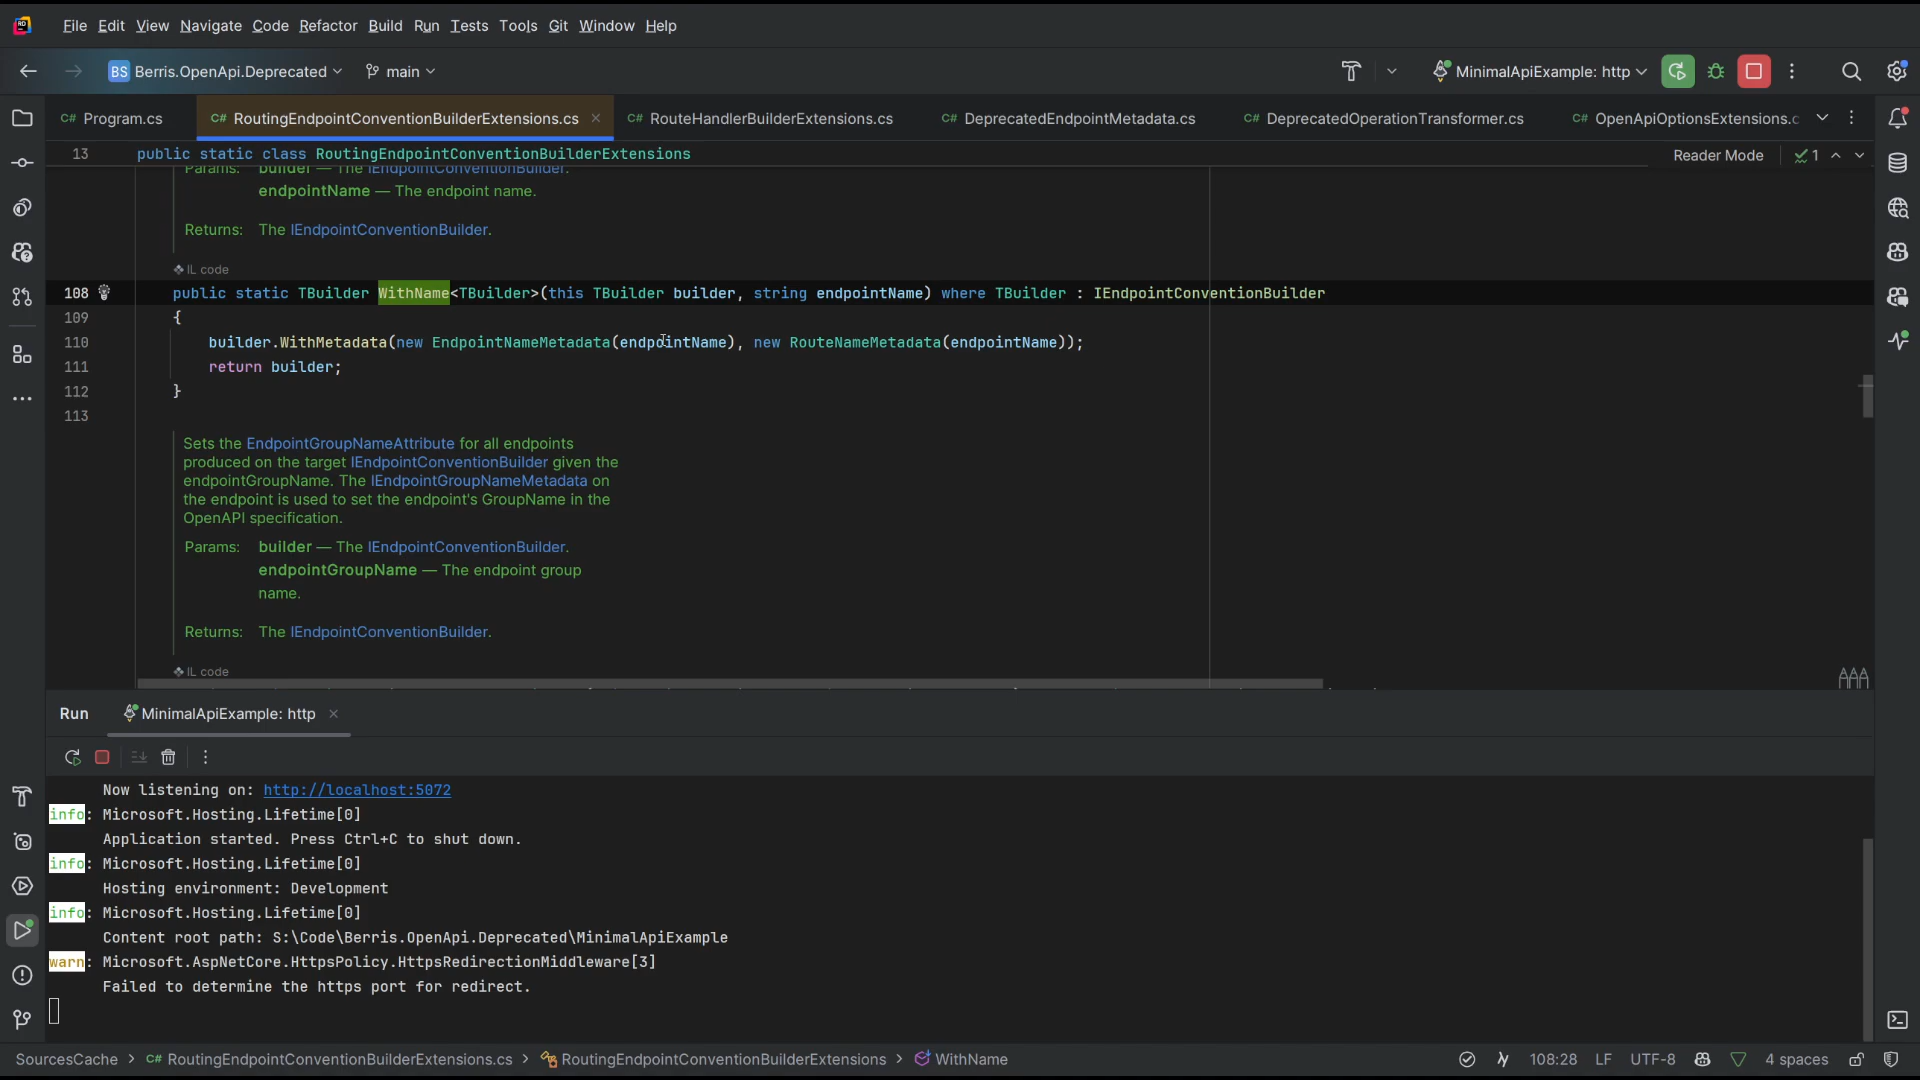 File Edit View Navigate Code Refactor Build Run Tests Tools Git Window Help
BS Berris.OpenApi.Deprecated main MinimalApiExample: http
C# Program.cs C# RoutingEndpointConventionBuilderExtensions.cs C# RouteHandlerBuilderExtensions.cs C# DeprecatedEndpointMetadata.cs C# DeprecatedOperationTransformer.cs C# OpenApiOptionsExtensions.c
13 public static class RoutingEndpointConventionBuilderExtensions Reader Mode 1
Params: builder — The IEndpointConventionBuilder.
endpointName — The endpoint name.
Returns: The IEndpointConventionBuilder.
IL code
108 public static TBuilder WithName<TBuilder>(this TBuilder builder, string endpointName) where TBuilder : IEndpointConventionBuilder
109 {
110 builder.WithMetadata(new EndpointNameMetadata(endpointName), new RouteNameMetadata(endpointName));
111 return builder;
112 }
113
Sets the EndpointGroupNameAttribute for all endpoints
produced on the target IEndpointConventionBuilder given the
endpointGroupName. The IEndpointGroupNameMetadata on
the endpoint is used to set the endpoint's GroupName in the
OpenAPI specification.
Params: builder — The IEndpointConventionBuilder.
endpointGroupName — The endpoint group
name.
Returns: The IEndpointConventionBuilder.
IL code
Run MinimalApiExample: http
Now listening on: http://localhost:5072
info: Microsoft.Hosting.Lifetime[0]
Application started. Press Ctrl+C to shut down.
info: Microsoft.Hosting.Lifetime[0]
Hosting environment: Development
info: Microsoft.Hosting.Lifetime[0]
Content root path: S:\Code\Berris.OpenApi.Deprecated\MinimalApiExample
warn: Microsoft.AspNetCore.HttpsPolicy.HttpsRedirectionMiddleware[3]
Failed to determine the https port for redirect.
SourcesCache > C# RoutingEndpointConventionBuilderExtensions.cs > RoutingEndpointConventionBuilderExtensions > WithName 108:28 LF UTF-8 4 spaces